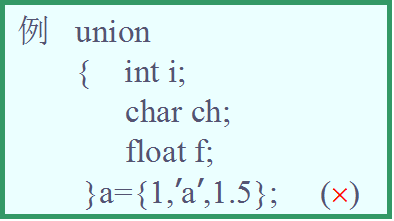 例 union
{ int i;
char ch;
float f;
}a={1,′a′,1.5}; (×)